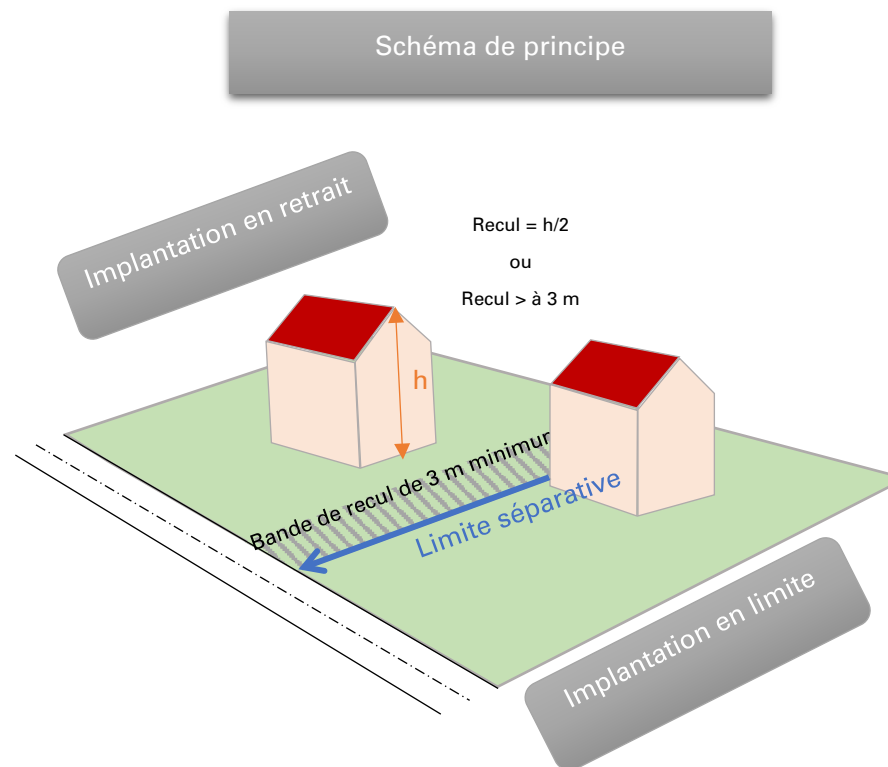 Schéma de principe
Implantation en retrait
Recul = h/2
ou
Recul > à 3 m
h
Bande de recul de 3 m minimum
Limite séparative
Implantation en limite